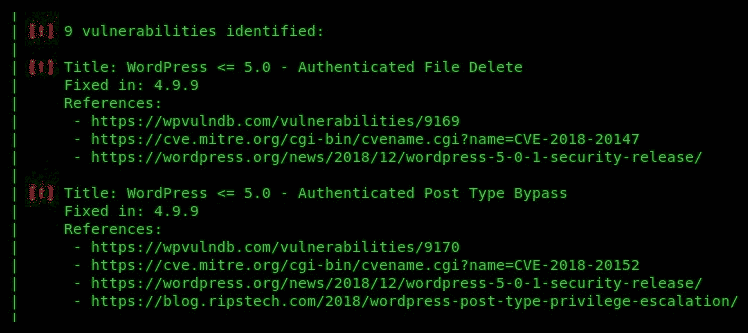 | [!] 9 vulnerabilities identified:
|
| [!] Title: WordPress <= 5.0 - Authenticated File Delete
|     Fixed in: 4.9.9
|     References:
|      - https://wpvulndb.com/vulnerabilities/9169
|      - https://cve.mitre.org/cgi-bin/cvename.cgi?name=CVE-2018-20147
|      - https://wordpress.org/news/2018/12/wordpress-5-0-1-security-release/
|
| [!] Title: WordPress <= 5.0 - Authenticated Post Type Bypass
|     Fixed in: 4.9.9
|     References:
|      - https://wpvulndb.com/vulnerabilities/9170
|      - https://cve.mitre.org/cgi-bin/cvename.cgi?name=CVE-2018-20152
|      - https://wordpress.org/news/2018/12/wordpress-5-0-1-security-release/
|      - https://blog.ripstech.com/2018/wordpress-post-type-privilege-escalation/